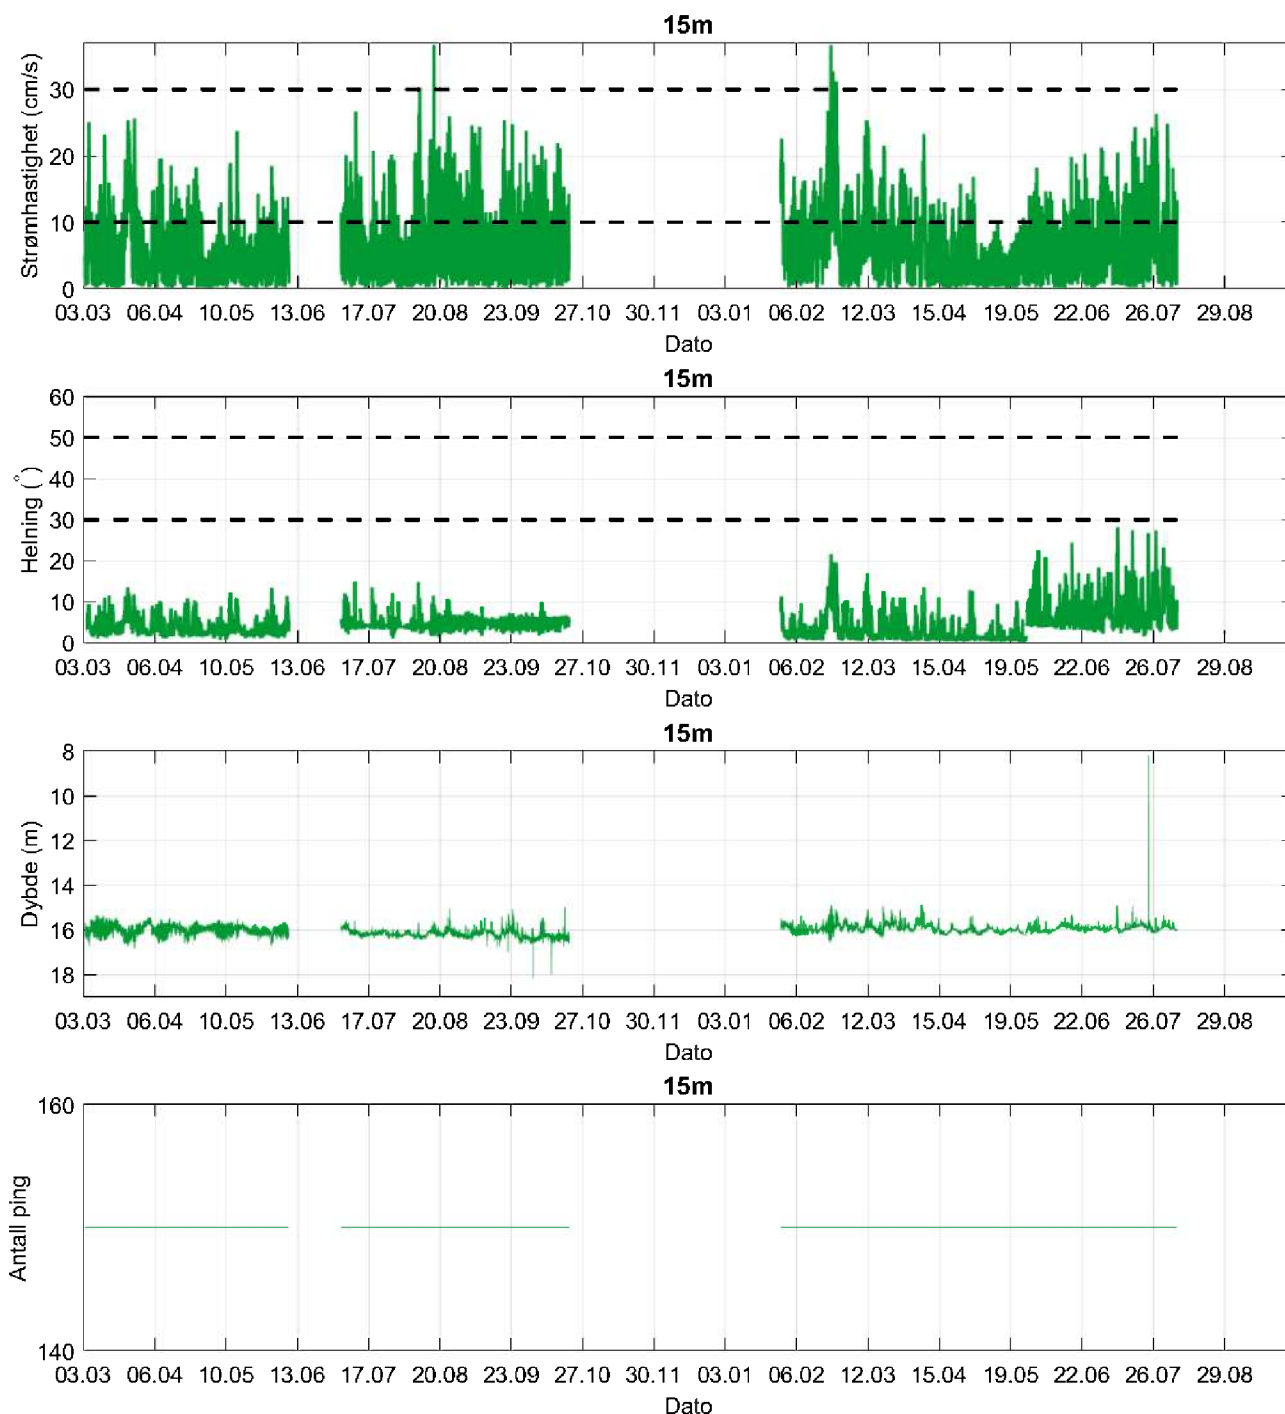 15m
Strømhastighet (cm/s)
30
20
10
0
03.03 06.04 10.05 13.06 17.07 20.08 23.09 27.10 30.11 03.01 06.02 12.03 15.04 19.05 22.06 26.07 29.08
Dato
15m
Helning (°)
60
50
40
30
20
10
0
03.03 06.04 10.05 13.06 17.07 20.08 23.09 27.10 30.11 03.01 06.02 12.03 15.04 19.05 22.06 26.07 29.08
Dato
15m
Dybde (m)
8
10
12
14
16
18
03.03 06.04 10.05 13.06 17.07 20.08 23.09 27.10 30.11 03.01 06.02 12.03 15.04 19.05 22.06 26.07 29.08
Dato
15m
Antall ping
160
140
03.03 06.04 10.05 13.06 17.07 20.08 23.09 27.10 30.11 03.01 06.02 12.03 15.04 19.05 22.06 26.07 29.08
Dato